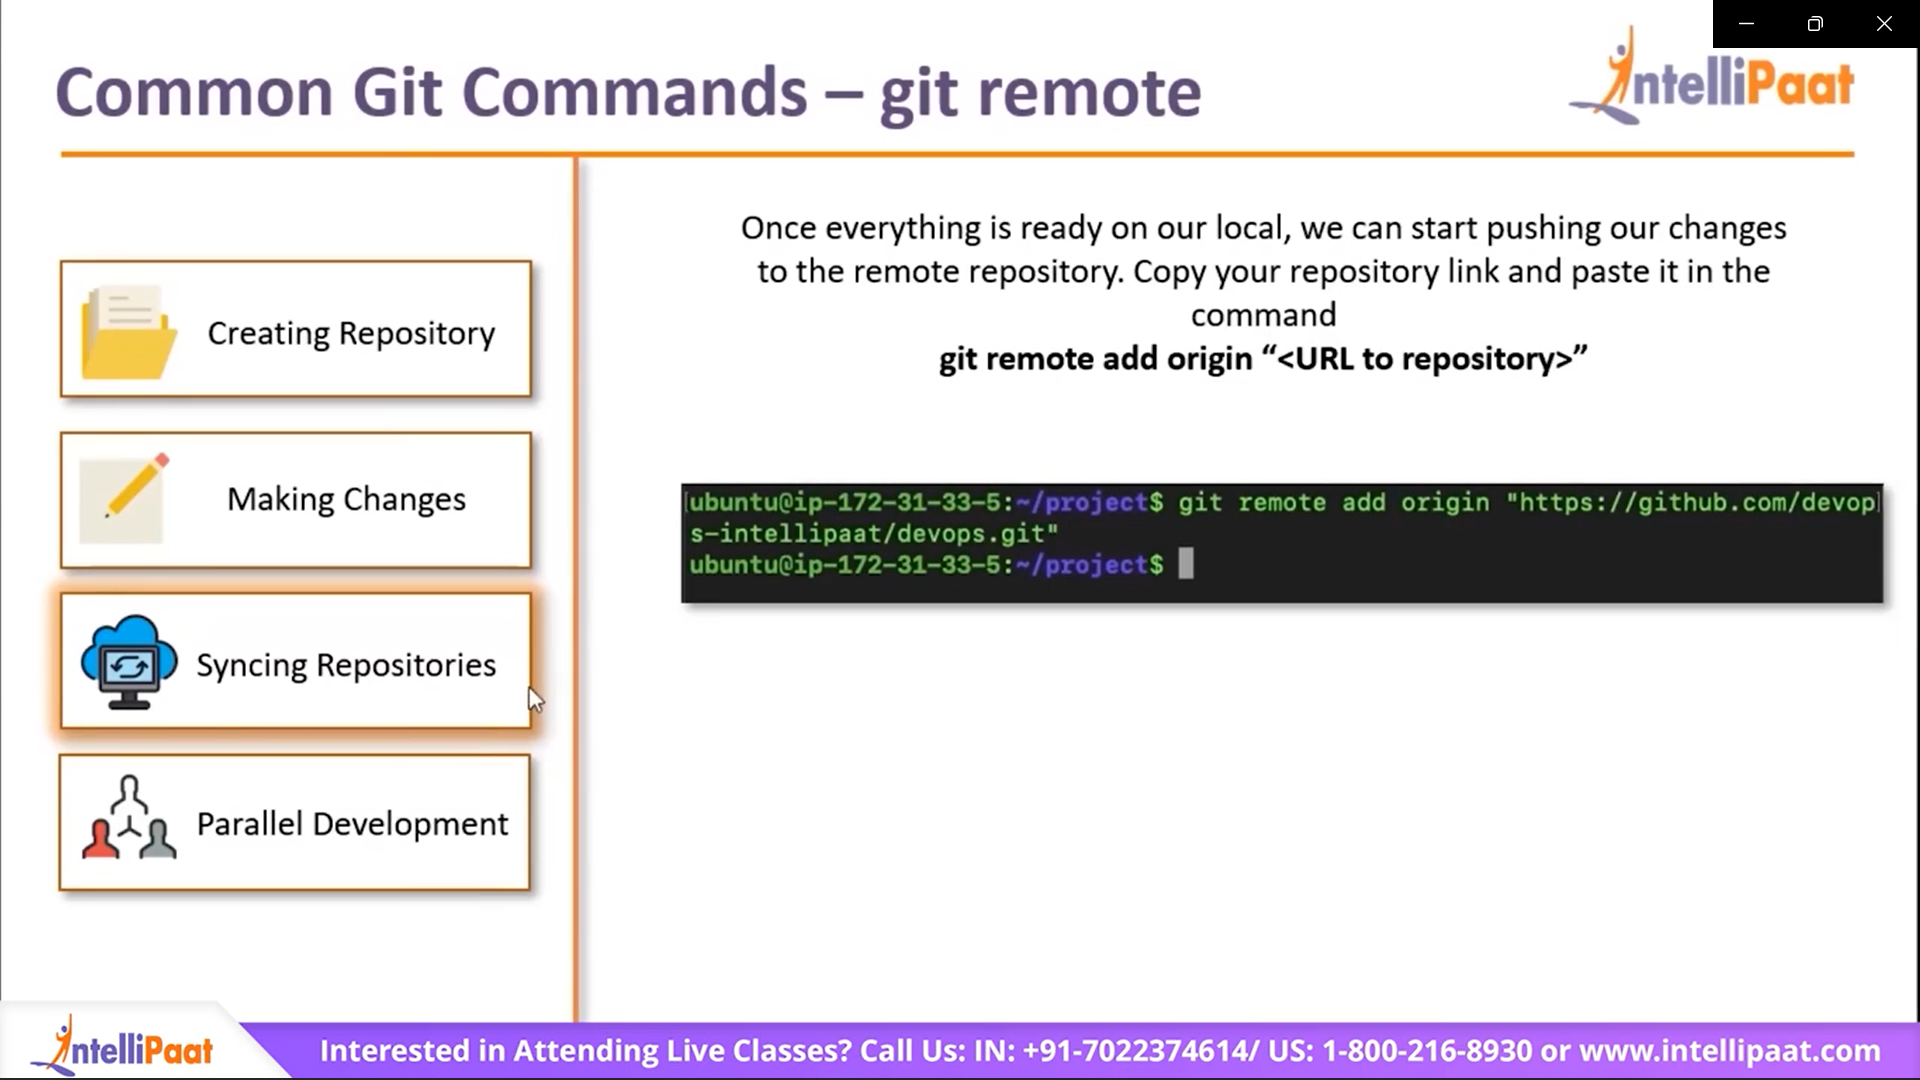 Common Git Commands – git remote
IntelliPaat
Creating Repository
Making Changes
Syncing Repositories
Parallel Development
Once everything is ready on our local, we can start pushing our changes
to the remote repository. Copy your repository link and paste it in the
command
git remote add origin “<URL to repository>”
[ubuntu@ip-172-31-33-5:~/project$ git remote add origin "https://github.com/devop]
s-intellipaat/devops.git"
ubuntu@ip-172-31-33-5:~/project$
IntelliPaat
Interested in Attending Live Classes? Call Us: IN: +91-7022374614/ US: 1-800-216-8930 or www.intellipaat.com